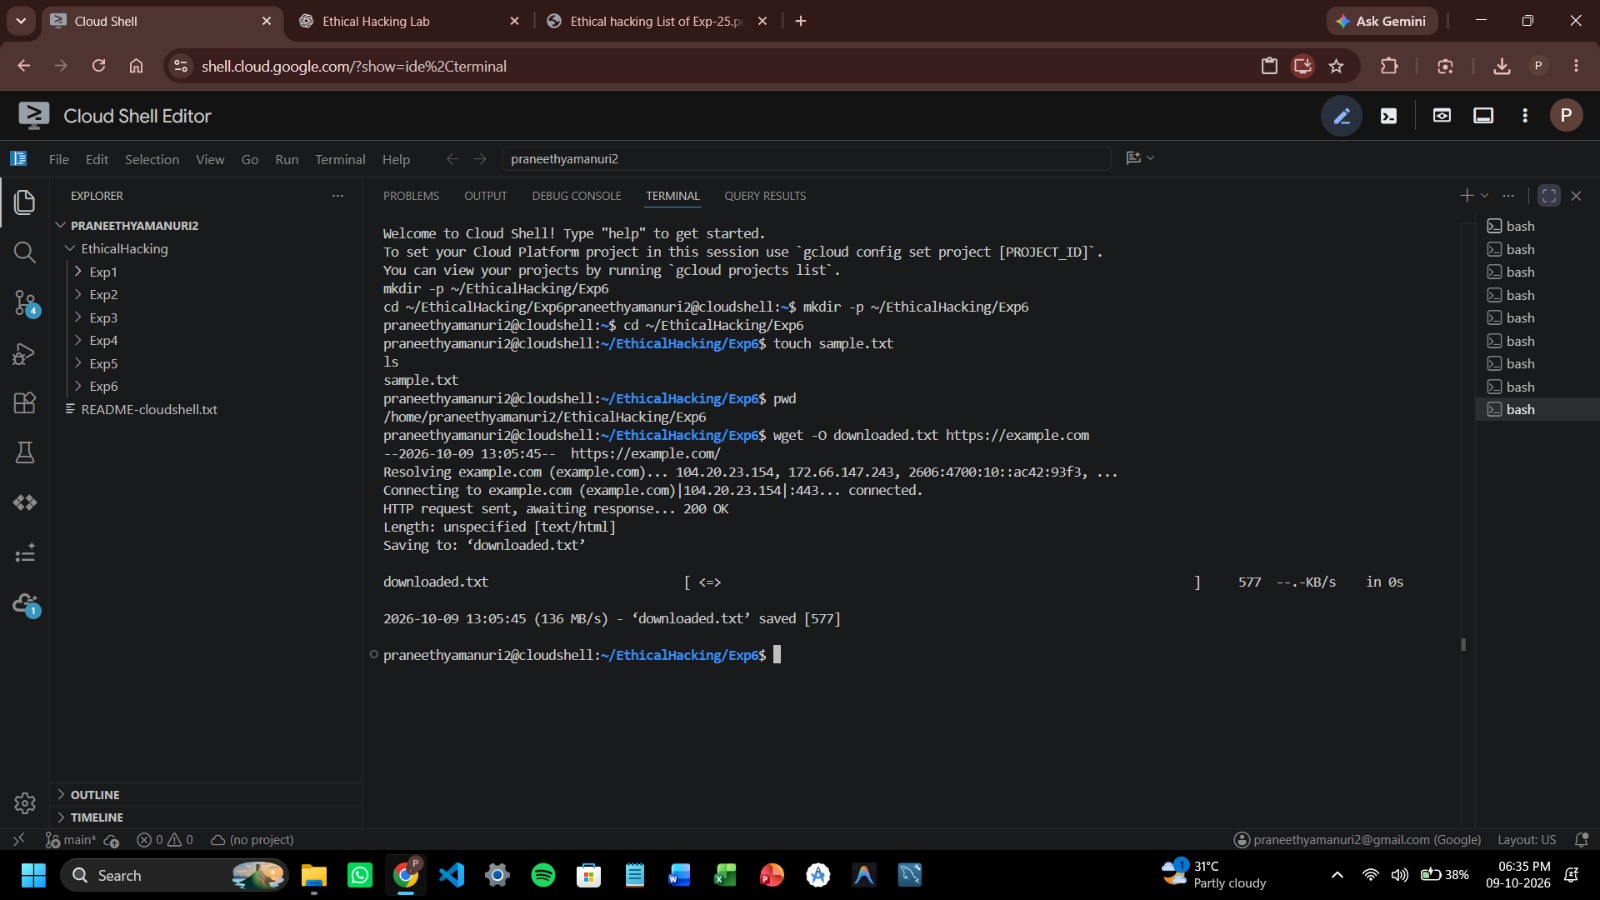 Cloud Shell
Ethical Hacking Lab
Ethical hacking List of Exp-25.p
Ask Gemini
shell.cloud.google.com/?show=ide%2Cterminal
P
Cloud Shell Editor
P
File Edit Selection View Go Run Terminal Help
praneethyamanuri2
EXPLORER
PROBLEMS OUTPUT DEBUG CONSOLE TERMINAL QUERY RESULTS
PRANEETHYAMANURI2
EthicalHacking
Exp1
Exp2
Exp3
Exp4
Exp5
Exp6
README-cloudshell.txt
4
1
Welcome to Cloud Shell! Type "help" to get started.
To set your Cloud Platform project in this session use `gcloud config set project [PROJECT_ID]`.
You can view your projects by running `gcloud projects list`.
mkdir -p ~/EthicalHacking/Exp6
cd ~/EthicalHacking/Exp6praneethyamanuri2@cloudshell:~$ mkdir -p ~/EthicalHacking/Exp6
praneethyamanuri2@cloudshell:~$ cd ~/EthicalHacking/Exp6
praneethyamanuri2@cloudshell:~/EthicalHacking/Exp6$ touch sample.txt
ls
sample.txt
praneethyamanuri2@cloudshell:~/EthicalHacking/Exp6$ pwd
/home/praneethyamanuri2/EthicalHacking/Exp6
praneethyamanuri2@cloudshell:~/EthicalHacking/Exp6$ wget -O downloaded.txt https://example.com
--2026-10-09 13:05:45--  https://example.com/
Resolving example.com (example.com)... 104.20.23.154, 172.66.147.243, 2606:4700:10::ac42:93f3, ...
Connecting to example.com (example.com)|104.20.23.154|:443... connected.
HTTP request sent, awaiting response... 200 OK
Length: unspecified [text/html]
Saving to: ‘downloaded.txt’
downloaded.txt [ <=> ] 577 --.-KB/s in 0s
2026-10-09 13:05:45 (136 MB/s) - ‘downloaded.txt’ saved [577]
praneethyamanuri2@cloudshell:~/EthicalHacking/Exp6$
bash
bash
bash
bash
bash
bash
bash
bash
bash
OUTLINE
TIMELINE
main* 0 0 (no project)
praneethyamanuri2@gmail.com (Google) Layout: US
Search
P
1
31°C
Partly cloudy
38%
06:35 PM
09-10-2026